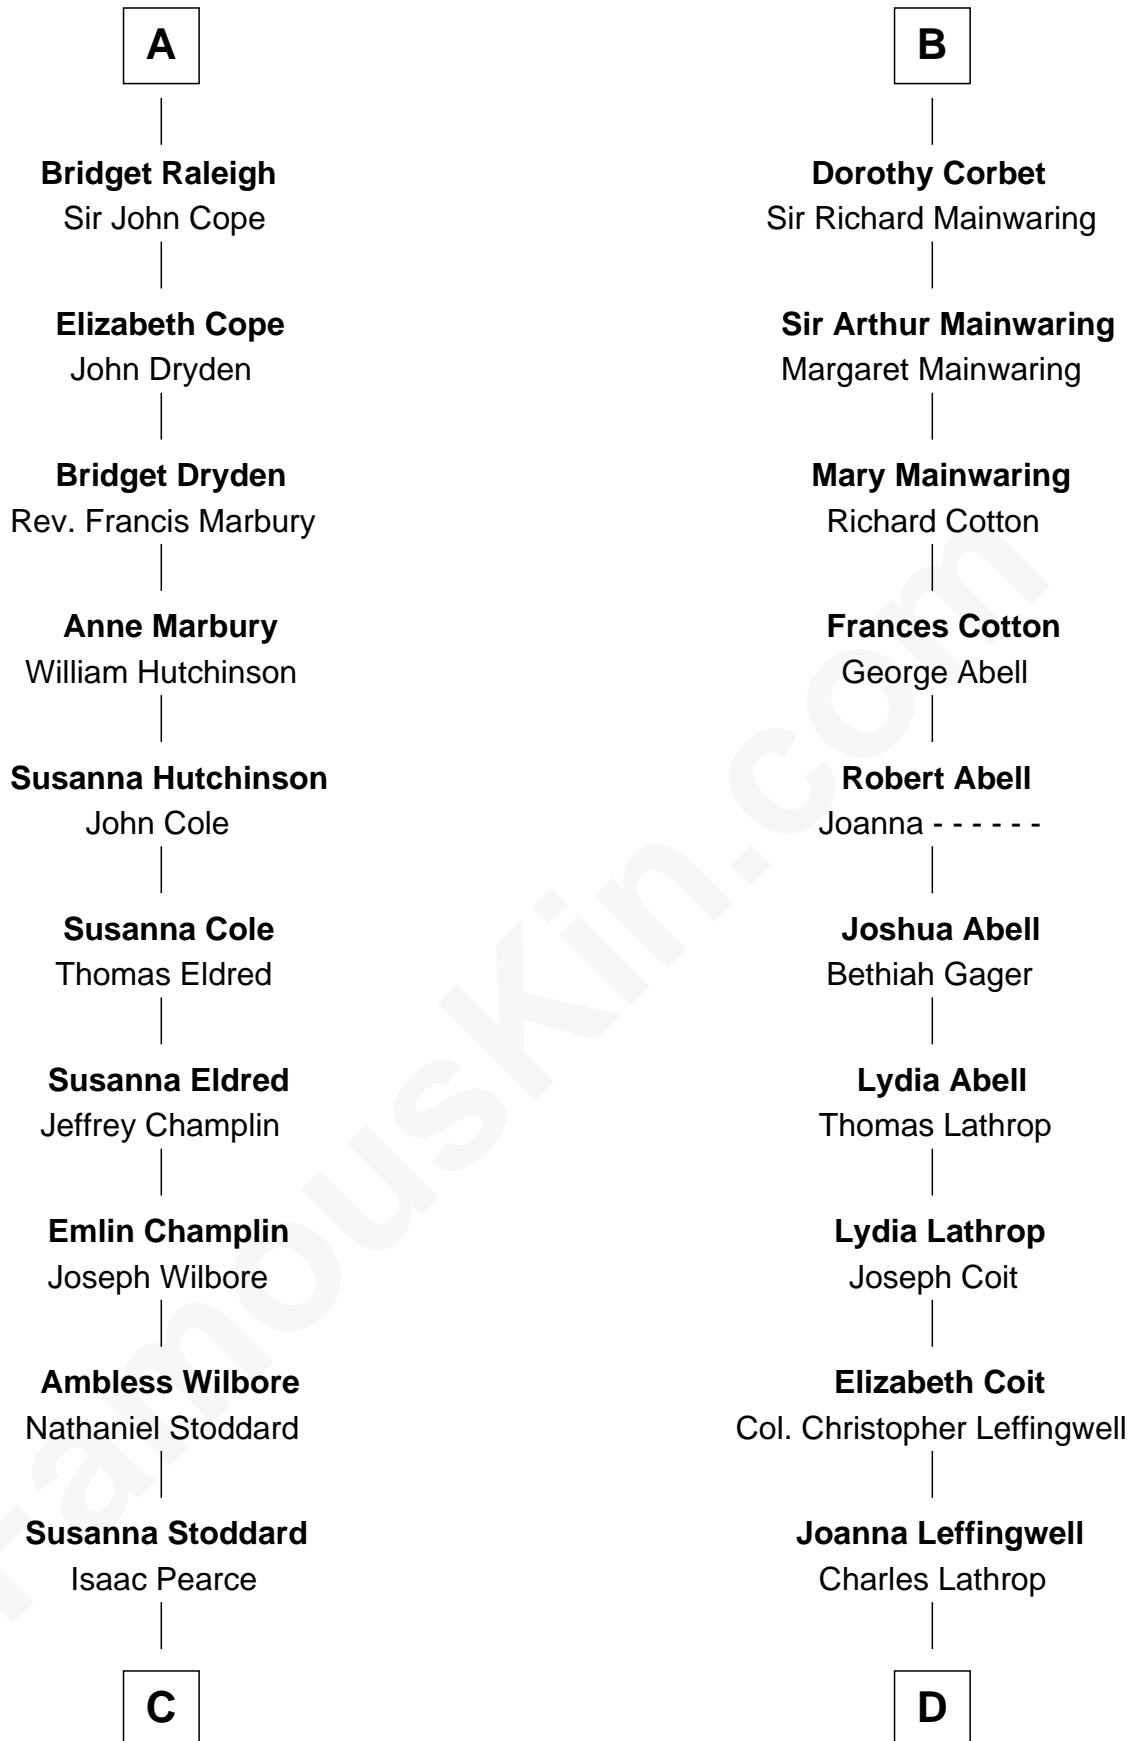 A
Bridget Raleigh
Sir John Cope
Elizabeth Cope
John Dryden
Bridget Dryden
Rev. Francis Marbury
Anne Marbury
William Hutchinson
Susanna Hutchinson
John Cole
Susanna Cole
Thomas Eldred
Susanna Eldred
Jeffrey Champlin
Emlin Champlin
Joseph Wilbore
Ambless Wilbore
Nathaniel Stoddard
Susanna Stoddard
Isaac Pearce
C
B
Dorothy Corbet
Sir Richard Mainwaring
Sir Arthur Mainwaring
Margaret Mainwaring
Mary Mainwaring
Richard Cotton
Frances Cotton
George Abell
Robert Abell
Joanna - - - - - -
Joshua Abell
Bethiah Gager
Lydia Abell
Thomas Lathrop
Lydia Lathrop
Joseph Coit
Elizabeth Coit
Col. Christopher Leffingwell
Joanna Leffingwell
Charles Lathrop
D
FamousKin.com